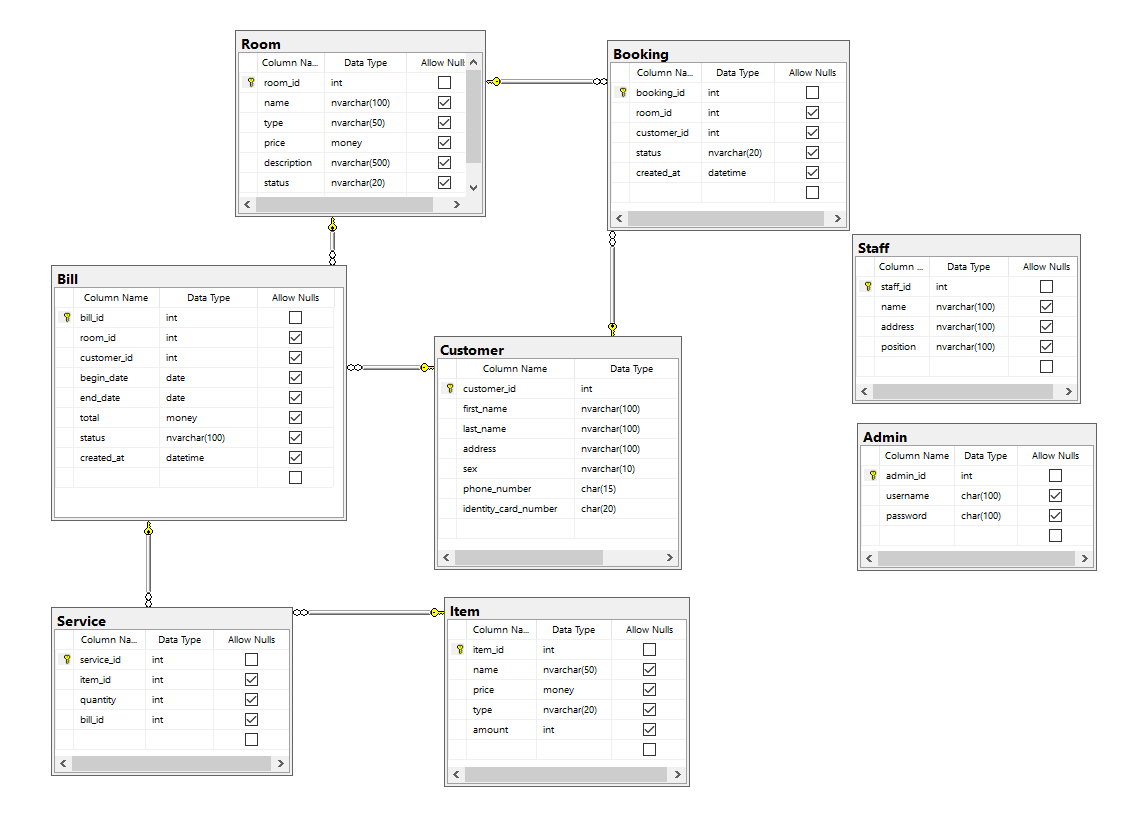 Room
Column Na... Data Type Allow Nulls
room_id int
name nvarchar(100)
type nvarchar(50)
price money
description nvarchar(500)
status nvarchar(20)
Booking
Column Na... Data Type Allow Nulls
booking_id int
room_id int
customer_id int
status nvarchar(20)
created_at datetime
Staff
Column ... Data Type Allow Nulls
staff_id int
name nvarchar(100)
address nvarchar(100)
position nvarchar(100)
Bill
Column Name Data Type Allow Nulls
bill_id int
room_id int
customer_id int
begin_date date
end_date date
total money
status nvarchar(100)
created_at datetime
Customer
Column Name Data Type
customer_id int
first_name nvarchar(100)
last_name nvarchar(100)
address nvarchar(100)
sex nvarchar(10)
phone_number char(15)
identity_card_number char(20)
Admin
Column Name Data Type Allow Nulls
admin_id int
username char(100)
password char(100)
Service
Column Na... Data Type Allow Nulls
service_id int
item_id int
quantity int
bill_id int
Item
Column Na... Data Type Allow Nulls
item_id int
name nvarchar(50)
price money
type nvarchar(20)
amount int